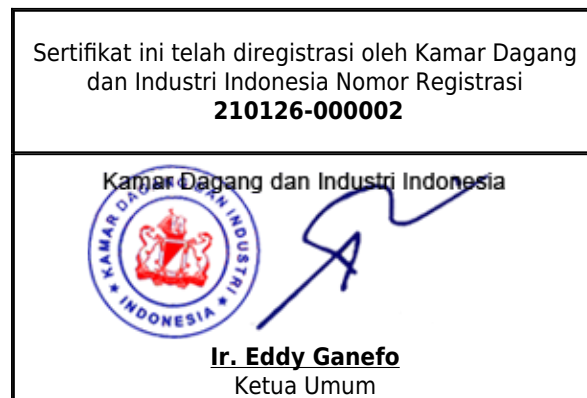 Sertifikat ini telah diregistrasi oleh Kamar Dagang
dan Industri Indonesia Nomor Registrasi
210126-000002
Kamar Dagang dan Industri Indonesia
KAMAR DAGANG DAN INDUSTRI
INDONESIA
Ir. Eddy Ganefo
Ketua Umum